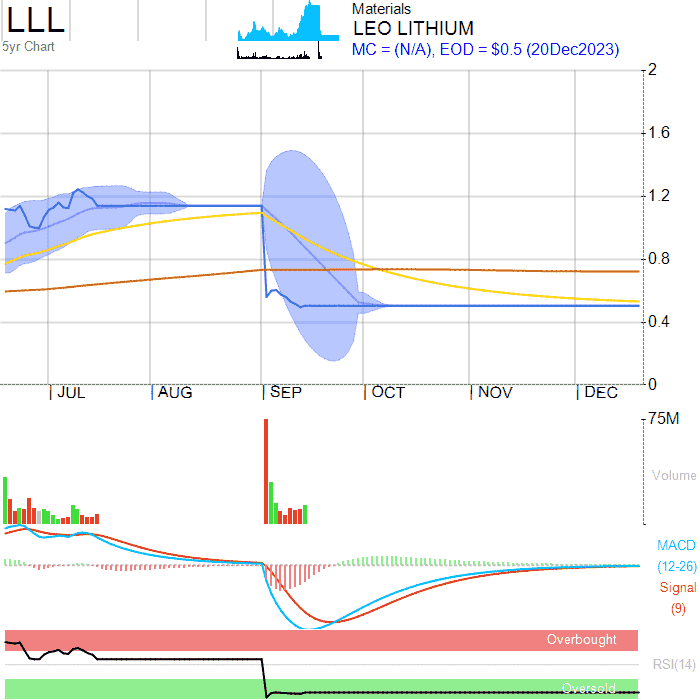 LLL
5yr Chart
Materials
LEO LITHIUM
MC = (N/A), EOD = $0.5 (20Dec2023)
2
1.6
1.2
0.8
0.4
0
JUL AUG SEP OCT NOV DEC
75M
Volume
MACD
(12-26)
Signal
(9)
Overbought
RSI(14)
Oversold